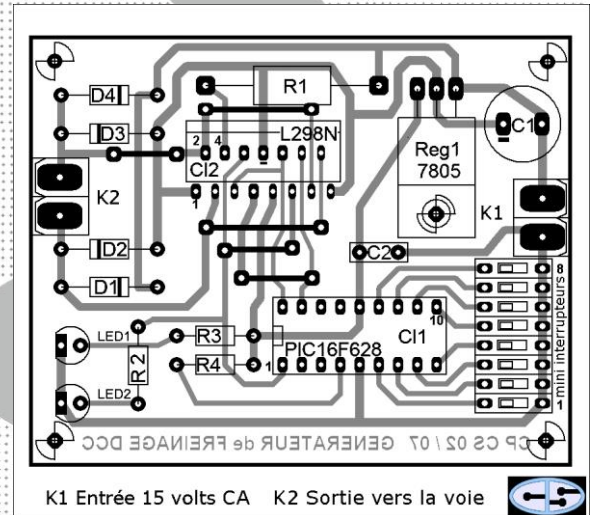 D4
R1
D3
L298N
C1
2 4
CI2
Reg1
7805
K2
1
K1
D2
C2
D1
8
mini interrupteurs
10
LED1
R3
CI1
R2
PIC16F628
R4
1
LED2
1
CP CS 02 / 07 GENERATEUR de FREINAGE DCC
K1 Entrée 15 volts CA K2 Sortie vers la voie